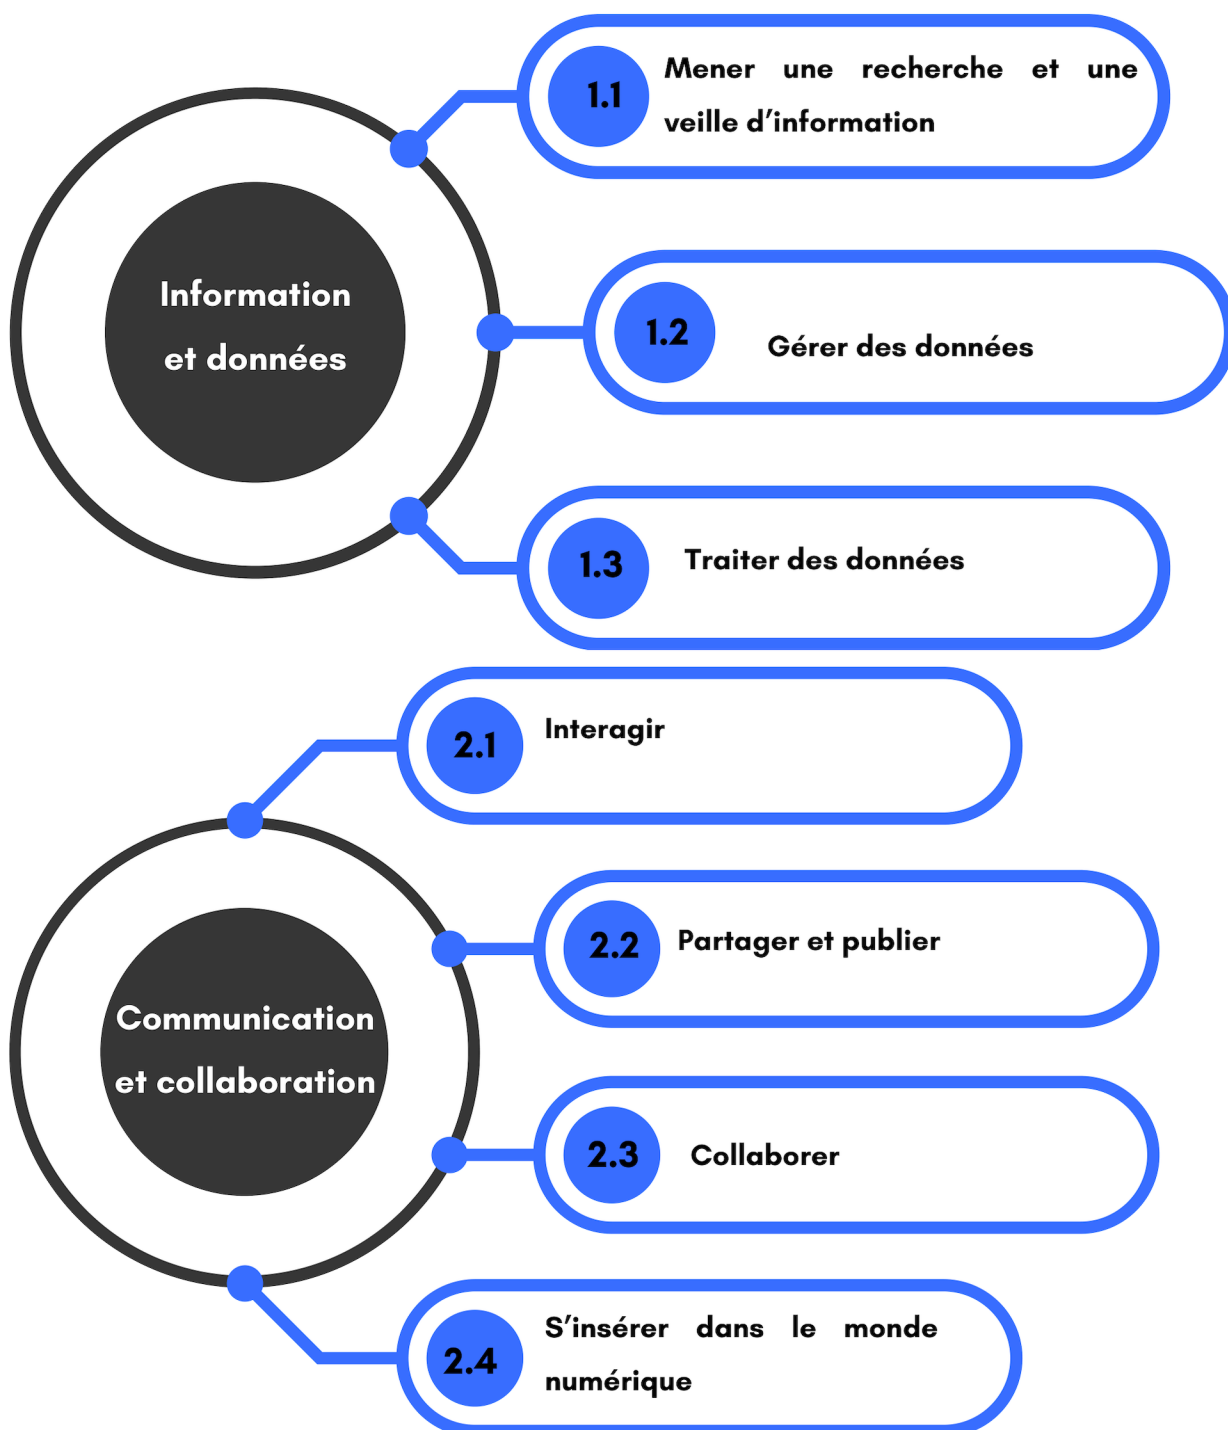 Information
et données
1.1
Mener une recherche et une
veille d’information
1.2
Gérer des données
1.3
Traiter des données
Communication
et collaboration
2.1
Interagir
2.2
Partager et publier
2.3
Collaborer
2.4
S’insérer dans le monde
numérique